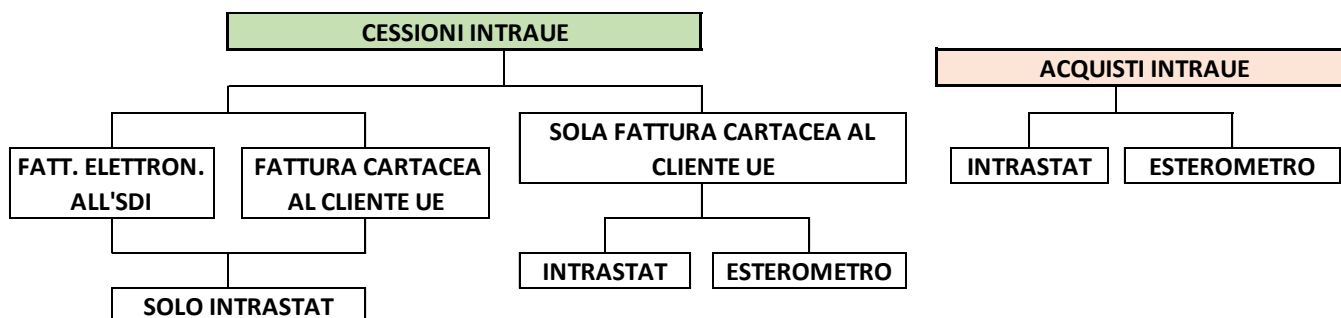 CESSIONI INTRAUE
ACQUISTI INTRAUE
FATT. ELETTRON.
ALL'SDI
FATTURA CARTACEA
AL CLIENTE UE
SOLA FATTURA CARTACEA AL
CLIENTE UE
INTRASTAT
ESTEROMETRO
SOLO INTRASTAT
INTRASTAT
ESTEROMETRO